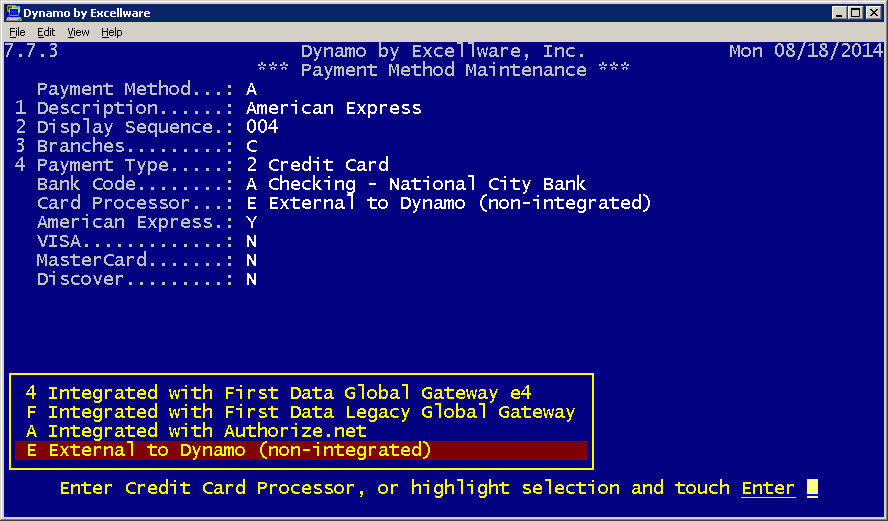 Dynamo by Excellware
File Edit View Help
7.7.3 Dynamo by Excellware, Inc. Mon 08/18/2014
*** Payment Method Maintenance ***
Payment Method...: A
1 Description......: American Express
2 Display Sequence.: 004
3 Branches.........: C
4 Payment Type.....: 2 Credit Card
Bank Code........: A Checking - National City Bank
Card Processor...: E External to Dynamo (non-integrated)
American Express.: Y
VISA.............: N
MasterCard.......: N
Discover.........: N
4 Integrated with First Data Global Gateway e4
F Integrated with First Data Legacy Global Gateway
A Integrated with Authorize.net
E External to Dynamo (non-integrated)
Enter Credit Card Processor, or highlight selection and touch Enter